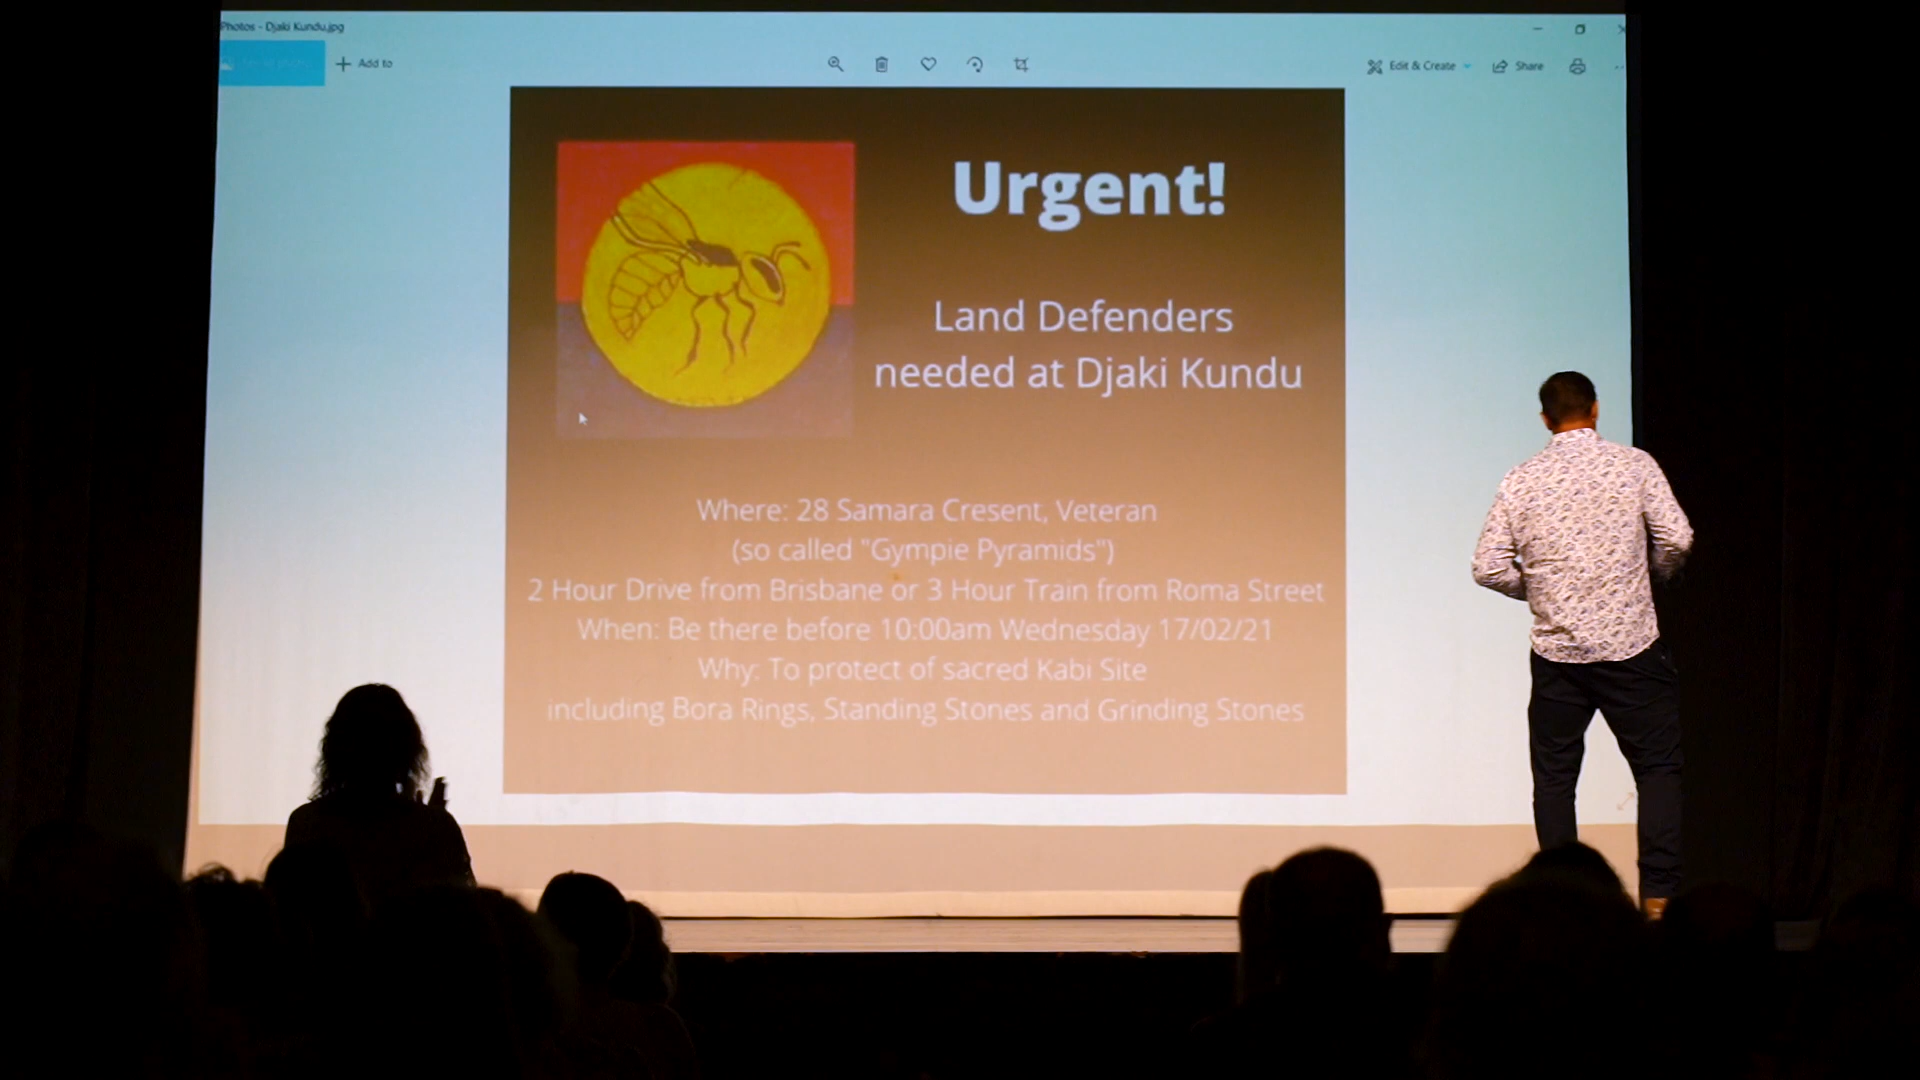 Photos - Djaki Kundu.jpg
Add to
Edit & Create
Share
Urgent!
Land Defenders
needed at Djaki Kundu
Where: 28 Samara Cresent, Veteran
(so called "Gympie Pyramids")
2 Hour Drive from Brisbane or 3 Hour Train from Roma Street
When: Be there before 10:00am Wednesday 17/02/21
Why: To protect of sacred Kabi Site
including Bora Rings, Standing Stones and Grinding Stones